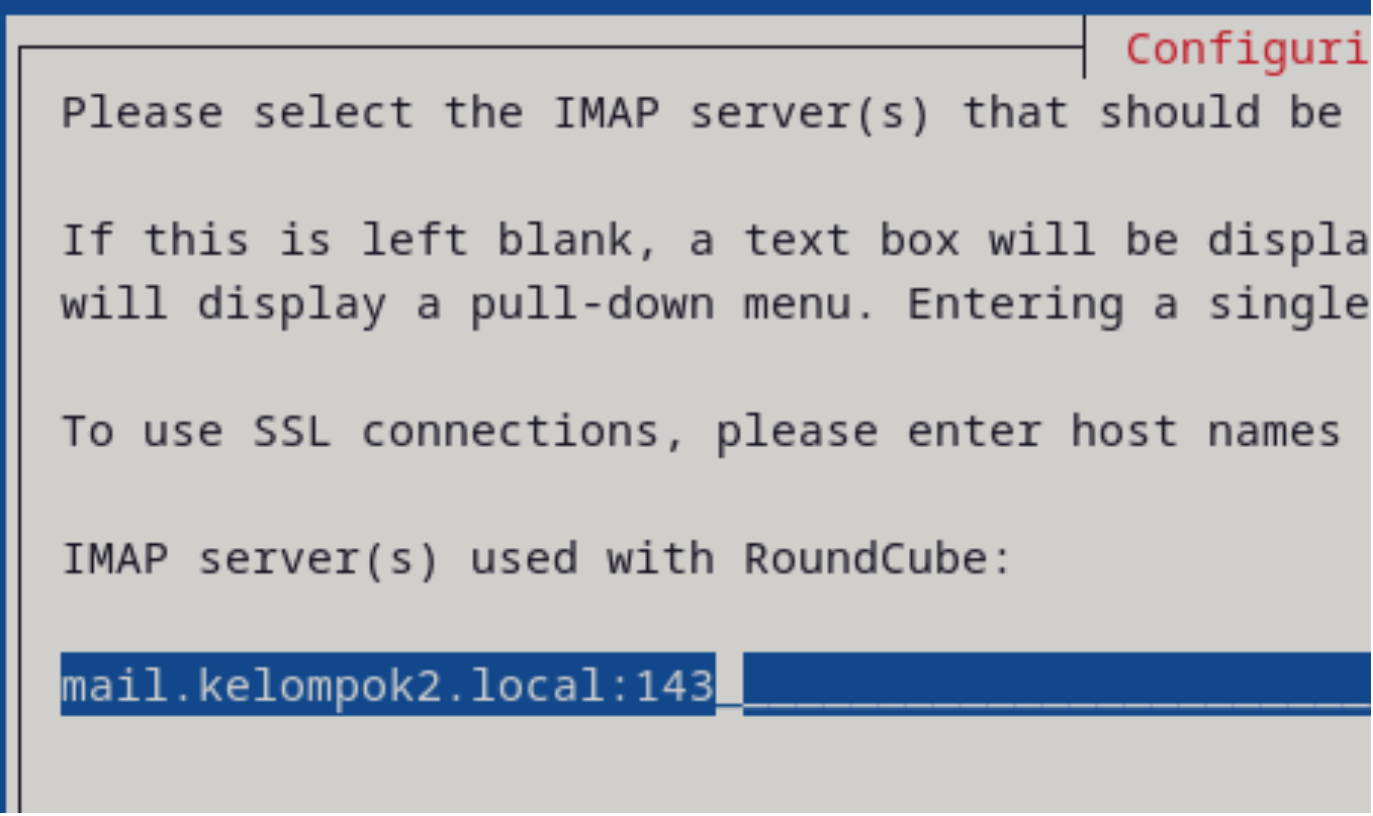 Configuri
Please select the IMAP server(s) that should be
If this is left blank, a text box will be displa
will display a pull-down menu. Entering a single
To use SSL connections, please enter host names
IMAP server(s) used with RoundCube:
mail.kelompok2.local:143